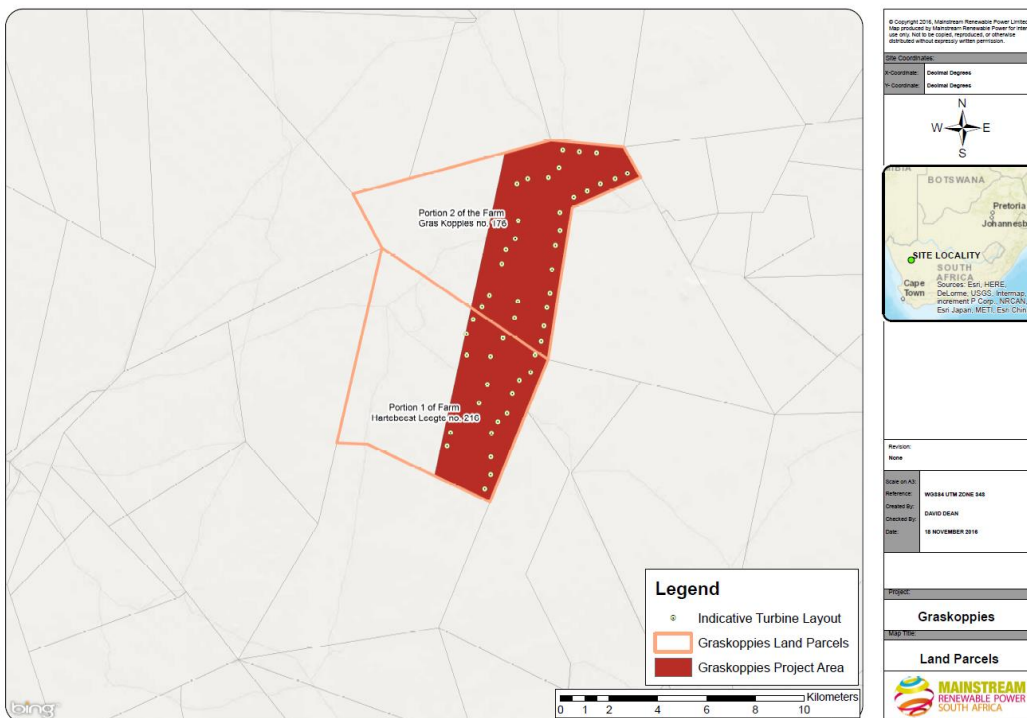 Portion 2 of the Farm
Gras Koppies no. 176
Portion 1 of Farm
Hartebeest Leegte no. 216
Legend
Indicative Turbine Layout
Graskoppies Land Parcels
Graskoppies Project Area
Kilometers
0 1 2 4 6 8 10
bing
© Copyright 2016, Mainstream Renewable Power Limited
Map produced by Mainstream Renewable Power for
use only. Not to be copied, reproduced, or otherwise
distributed without expressly written permission.
Site Coordinates:
X-Coordinate: Decimal Degrees
Y- Coordinate: Decimal Degrees
N
W E
S
BOTSWANA
Pretoria
Johannesb
SITE LOCALITY
SOUTH
AFRICA
Cape
Town
Sources: Esri, HERE,
DeLorme, USGS, Intermap,
increment P Corp., NRCAN,
Esri Japan, METI, Esri Chin
Revision:
None
Scale on A3:
Reference: WGS84 UTM ZONE 34S
Created By:
DAVID DEAN
Checked By:
Date: 18 NOVEMBER 2016
Project:
Graskoppies
Map Title:
Land Parcels
MAINSTREAM
RENEWABLE POWER
SOUTH AFRICA